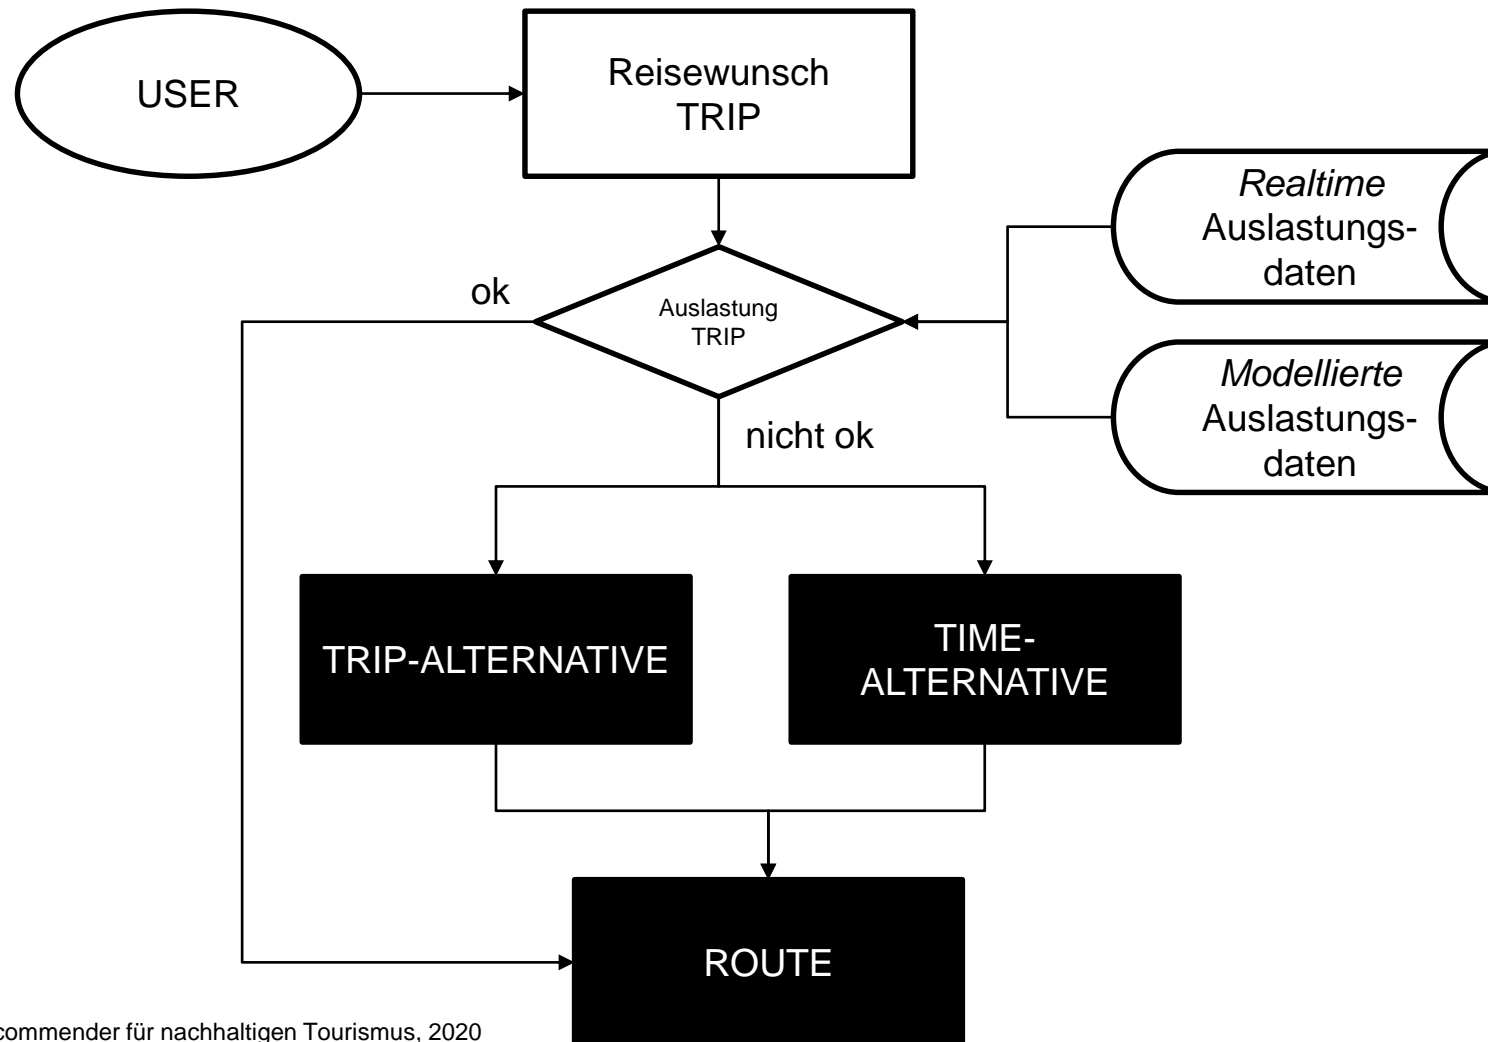 USER
Reisewunsch
TRIP
Realtime
Auslastungs-
daten
ok
Auslastung
TRIP
Modellierte
Auslastungs-
daten
nicht ok
TRIP-ALTERNATIVE
TIME-
ALTERNATIVE
ROUTE
commender für nachhaltigen Tourismus, 2020